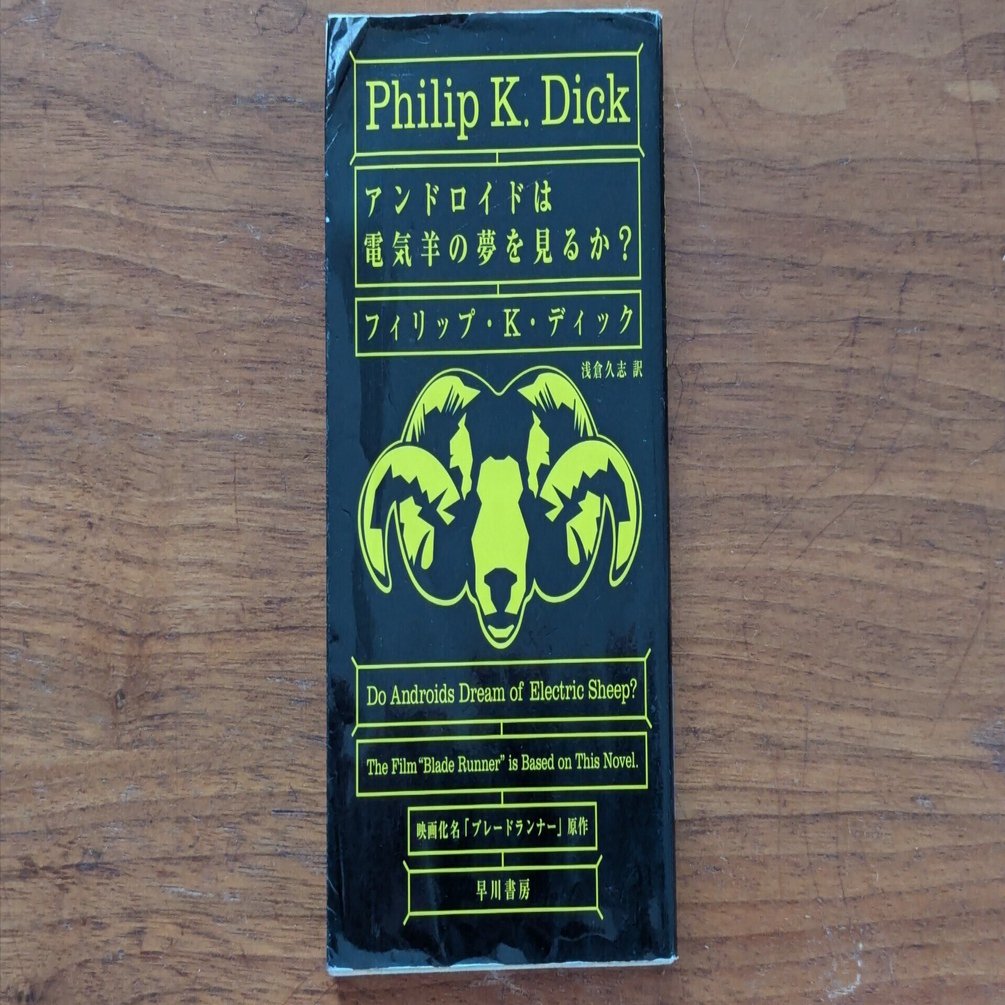 Philip K. Dick
アンドロイドは
電気羊の夢を見るか?
フィリップ・K・ディック
浅倉久志 訳
Do Androids Dream of Electric Sheep?
The Film "Blade Runner" is Based on This Novel.
映画化名「ブレードランナー」原作
早川書房